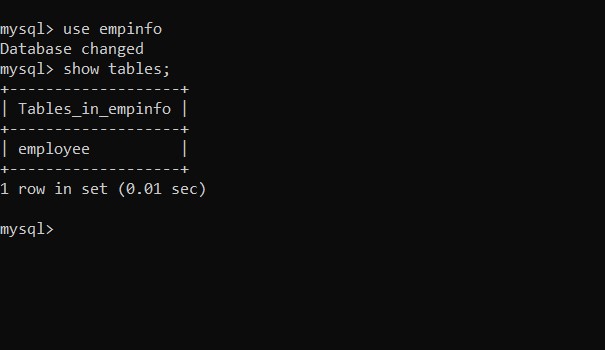 mysql> use empinfo
Database changed
mysql> show tables;
+-------------------+
| Tables_in_empinfo |
+-------------------+
| employee          |
+-------------------+
1 row in set (0.01 sec)
mysql>